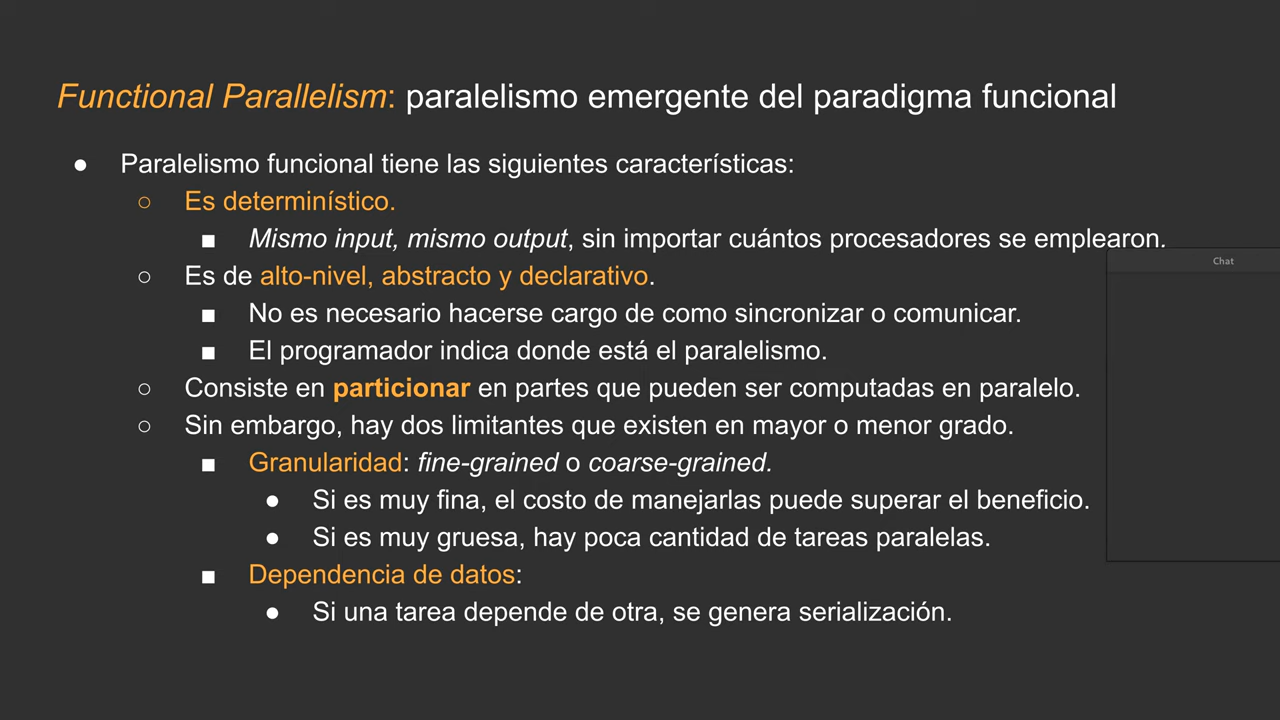 Functional Parallelism: paralelismo emergente del paradigma funcional
● Paralelismo funcional tiene las siguientes características:
○ Es determinístico.
■ Mismo input, mismo output, sin importar cuántos procesadores se emplearon.
○ Es de alto-nivel, abstracto y declarativo.
■ No es necesario hacerse cargo de como sincronizar o comunicar.
■ El programador indica donde está el paralelismo.
○ Consiste en particionar en partes que pueden ser computadas en paralelo.
○ Sin embargo, hay dos limitantes que existen en mayor o menor grado.
■ Granularidad: fine-grained o coarse-grained.
● Si es muy fina, el costo de manejarlas puede superar el beneficio.
● Si es muy gruesa, hay poca cantidad de tareas paralelas.
■ Dependencia de datos:
● Si una tarea depende de otra, se genera serialización.
Chat